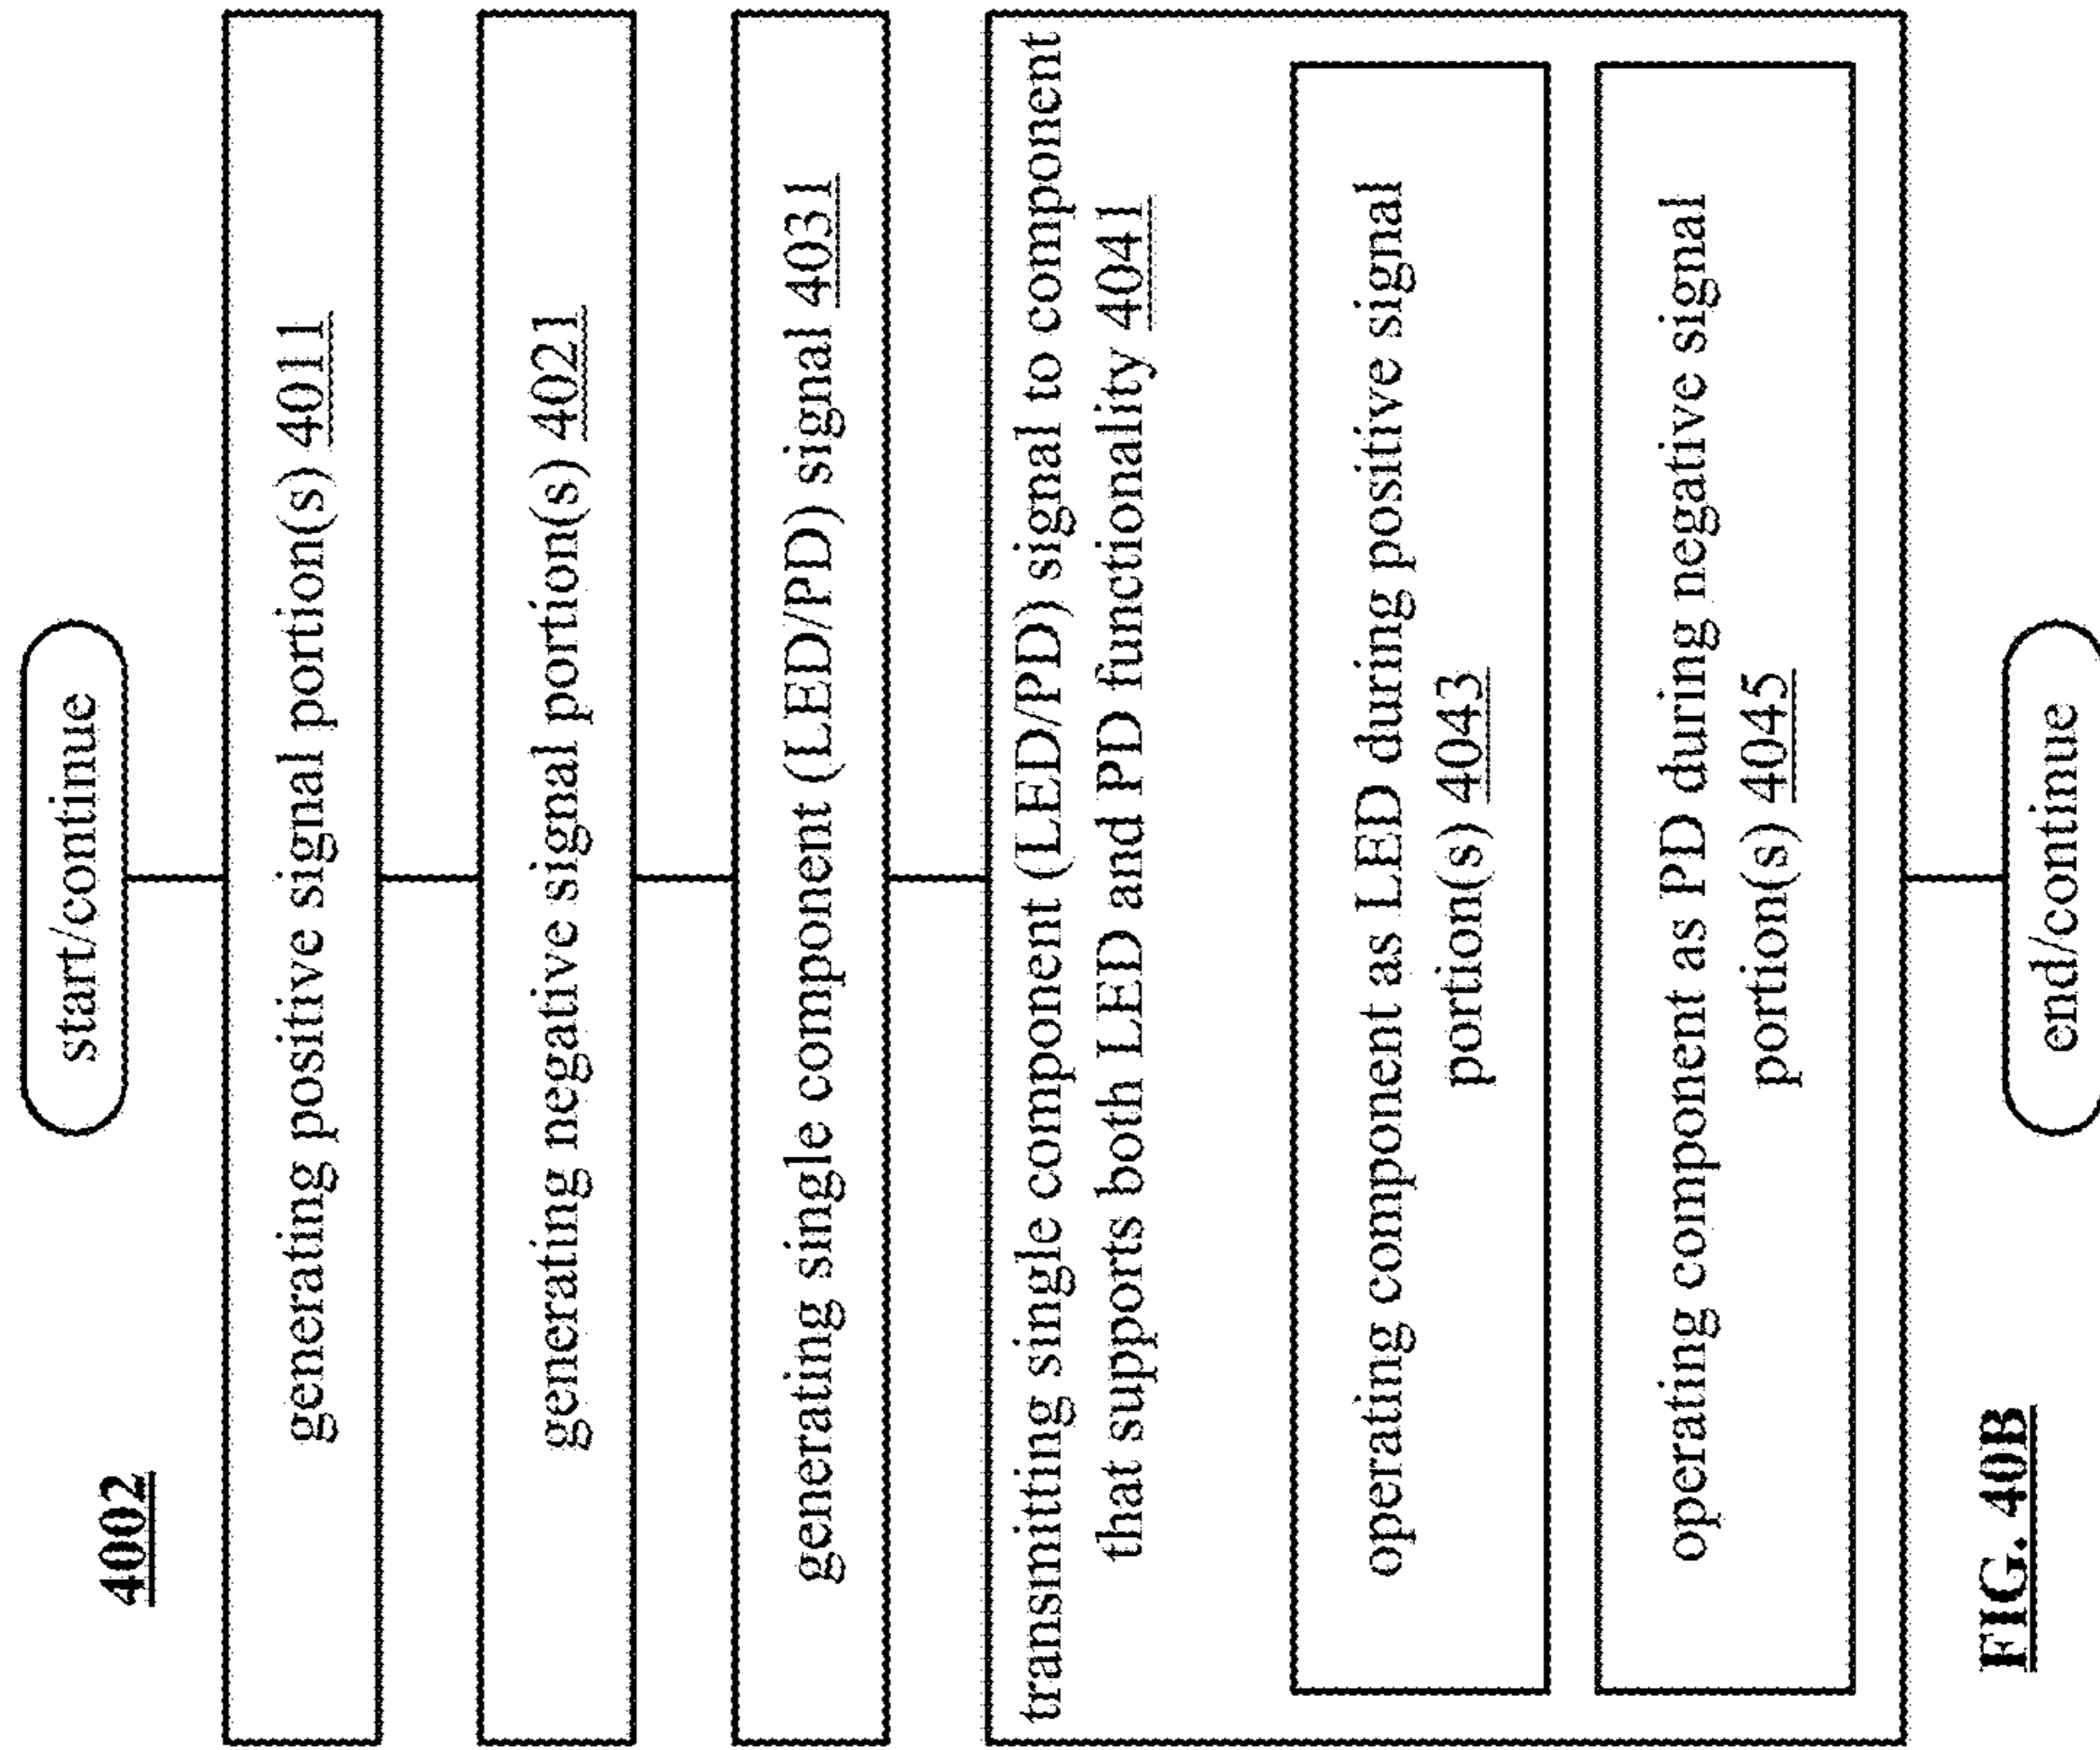 4002
start/continue
generating positive signal portion(s) 4011
generating negative signal portion(s) 4021
generating single component (LED/PD) signal 4031
transmitting single component (LED/PD) signal to component
that supports both LED and PD functionality 4041
operating component as LED during positive signal
portion(s) 4043
operating component as PD during negative signal
portion(s) 4045
end/continue
FIG. 40B